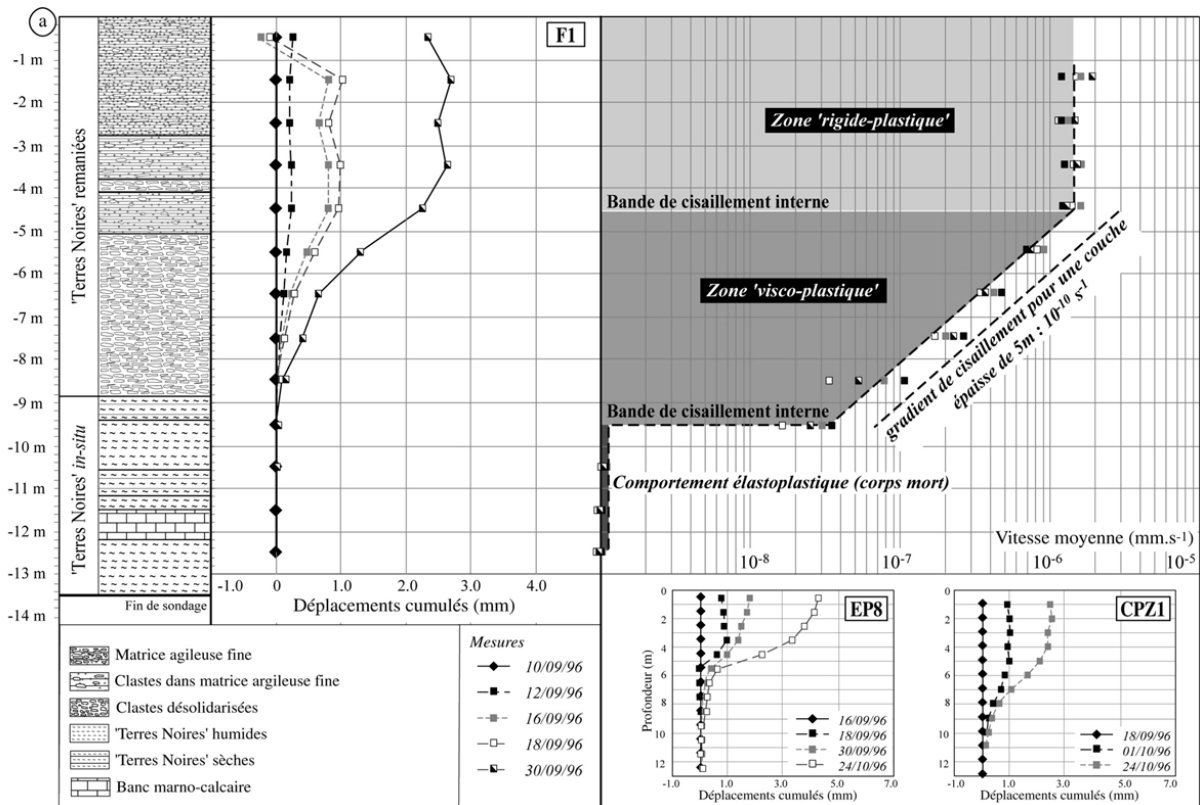 a
F1
-1 m
-2 m
-3 m
-4 m
-5 m
-6 m
-7 m
-8 m
-9 m
-10 m
-11 m
-12 m
-13 m
-14 m
'Terres Noires' remaniées
'Terres Noires' in-situ
Fin de sondage
-1.0 0 1.0 2.0 3.0 4.0
Déplacements cumulés (mm)
Zone 'rigide-plastique'
Bande de cisaillement interne
Zone 'visco-plastique'
gradient de cisaillement pour une couche
épaisse de 5m : 10-10 s-1
Bande de cisaillement interne
Comportement élastoplastique (corps mort)
Vitesse moyenne (mm.s-1)
10-8 10-7 10-6 10-5
Matrice agileuse fine
Clastes dans matrice argileuse fine
Clastes désolidarisées
'Terres Noires' humides
'Terres Noires' sèches
Banc marno-calcaire
Mesures
10/09/96
12/09/96
16/09/96
18/09/96
30/09/96
EP8
Profondeur (m)
0
2
4
6
8
10
12
16/09/96
18/09/96
30/09/96
24/10/96
-1.0 0 1.0 3.0 5.0 7.0
Déplacements cumulés (mm)
CPZ1
0
2
4
6
8
10
12
18/09/96
01/10/96
24/10/96
-1.0 0 1.0 3.0 5.0 7.0
Déplacements cumulés (mm)